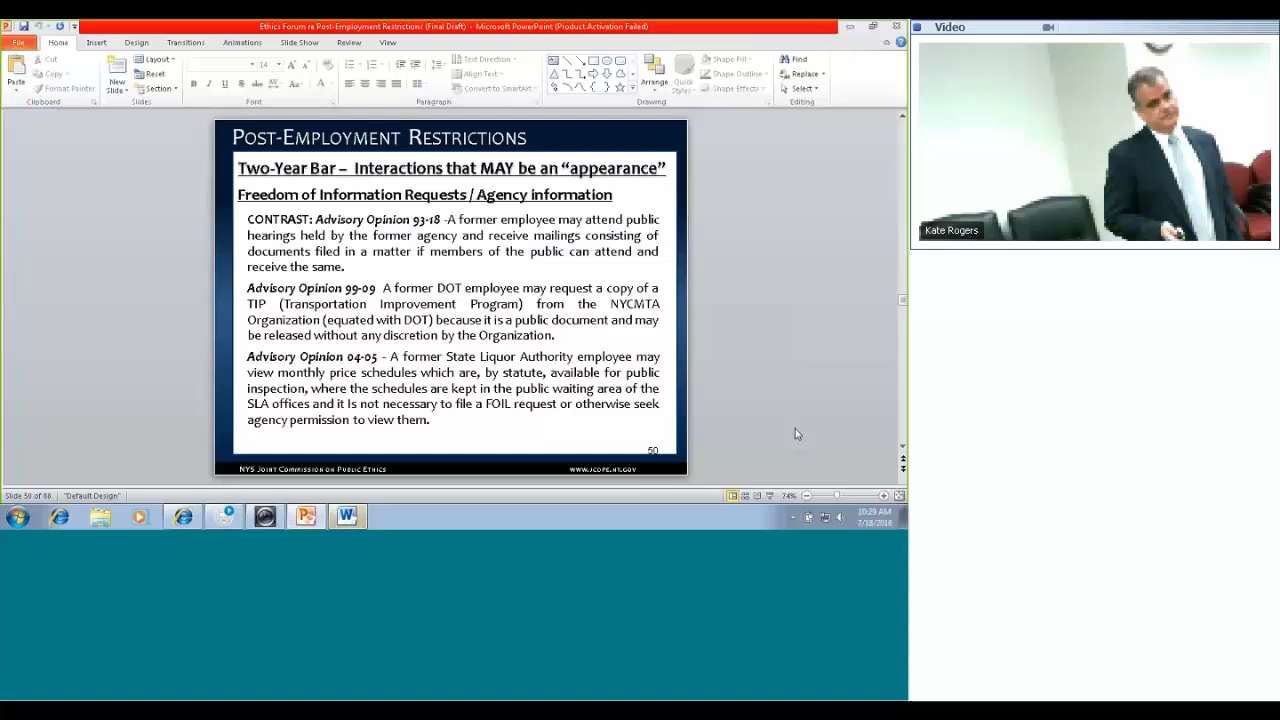 Ethics Forum re Post-Employment Restrictions (Final Draft) - Microsoft PowerPoint (Product Activation Failed)
File Home Insert Design Transitions Animations Slide Show Review View
Paste
Cut
Copy
Format Painter
Clipboard
New
Slide
Layout
Reset
Section
Slides
14
Font
Text Direction
Align Text
Convert to SmartArt
Paragraph
Arrange
Quick
Styles
Shape Fill
Shape Outline
Shape Effects
Drawing
Find
Replace
Select
Editing
POST-EMPLOYMENT RESTRICTIONS
Two-Year Bar – Interactions that MAY be an “appearance”
Freedom of Information Requests / Agency information
CONTRAST: Advisory Opinion 93-18 -A former employee may attend public
hearings held by the former agency and receive mailings consisting of
documents filed in a matter if members of the public can attend and
receive the same.
Advisory Opinion 99-09 A former DOT employee may request a copy of a
TIP (Transportation Improvement Program) from the NYCMTA
Organization (equated with DOT) because it is a public document and may
be released without any discretion by the Organization.
Advisory Opinion 04-05 - A former State Liquor Authority employee may
view monthly price schedules which are, by statute, available for public
inspection, where the schedules are kept in the public waiting area of the
SLA offices and it Is not necessary to file a FOIL request or otherwise seek
agency permission to view them.
50
NYS JOINT COMMISSION ON PUBLIC ETHICS
WWW.JCOPE.NY.GOV
Slide 50 of 88 "Default Design"
74%
10:29 AM
7/18/2016
Video
Kate Rogers